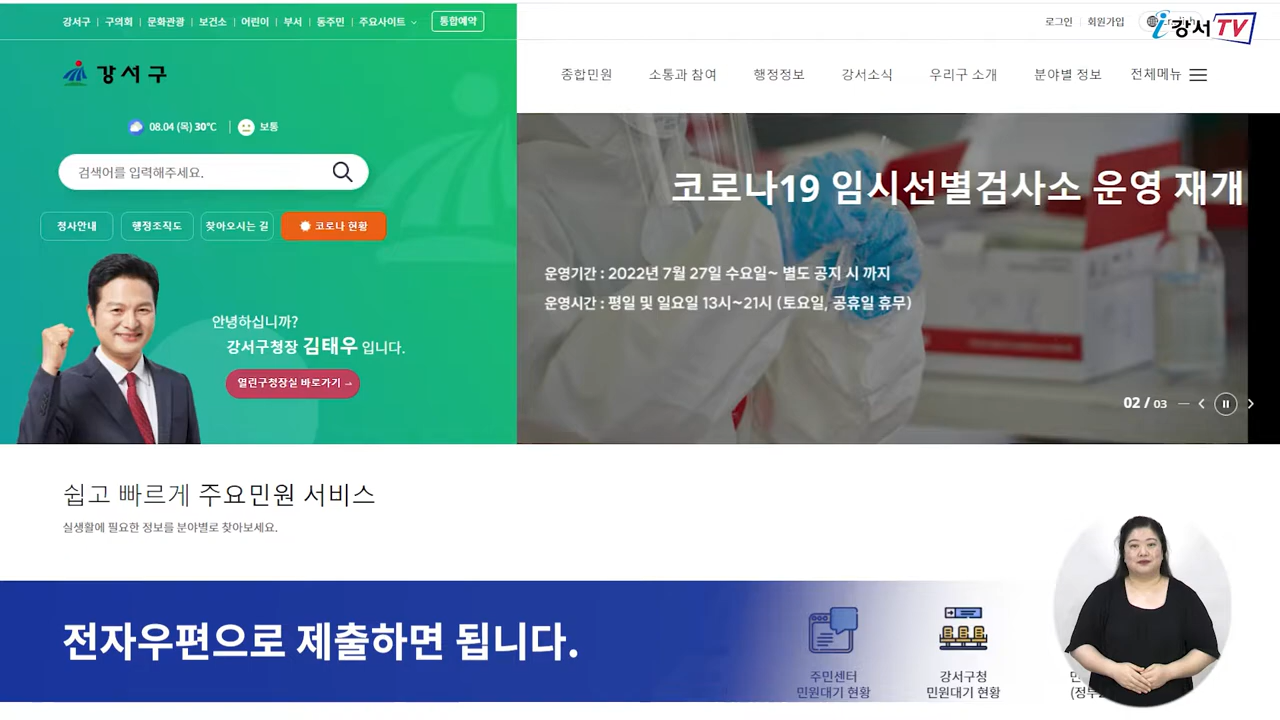 강서구 구의회 문화관광 보건소 어린이 부서 동주민 주요사이트 통합예약
로그인 회원가입
i강서TV
강서구
종합민원 소통과 참여 행정정보 강서소식 우리구 소개 분야별 정보 전체메뉴
08.04 (목) 30℃ 보통
검색어를 입력해주세요.
청사안내 행정조직도 찾아오시는 길 코로나 현황
코로나19 임시선별검사소 운영 재개
운영기간 : 2022년 7월 27일 수요일~ 별도 공지 시 까지
운영시간 : 평일 및 일요일 13시~21시 (토요일, 공휴일 휴무)
안녕하십니까?
강서구청장 김태우 입니다.
열린구청장실 바로가기 →
02 / 03
쉽고 빠르게 주요민원 서비스
실생활에 필요한 정보를 분야별로 찾아보세요.
전자우편으로 제출하면 됩니다.
주민센터
민원대기 현황
강서구청
민원대기 현황